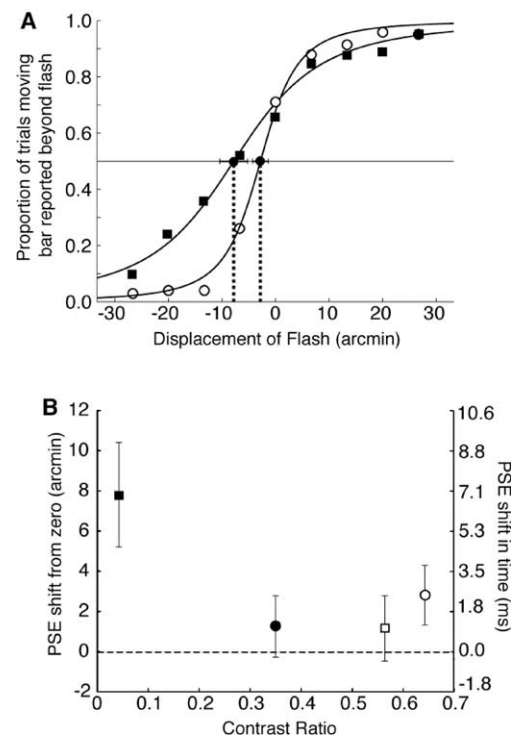 A
Proportion of trials moving
bar reported beyond flash
1.0
0.8
0.6
0.4
0.2
0.0
-30 -20 -10 0 10 20 30
Displacement of Flash (arcmin)
B
PSE shift from zero (arcmin)
12
10
8
6
4
2
0
-2
10.6
8.8
7.1
5.3
3.5
1.8
0.0
-1.8
PSE shift in time (ms)
0 0.1 0.2 0.3 0.4 0.5 0.6 0.7
Contrast Ratio